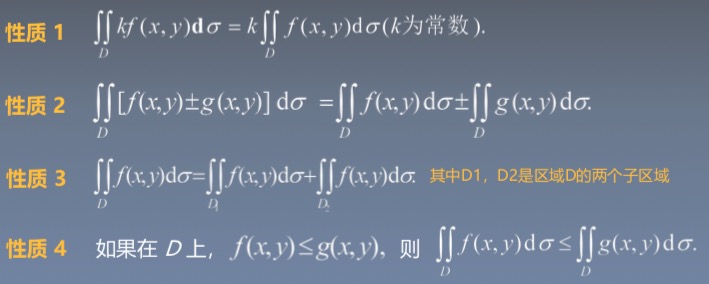 性质 1 ∬_D kf(x, y)dσ = k∬_D f(x, y)dσ(k为常数).
性质 2 ∬_D [f(x,y)±g(x,y)] dσ =∬_D f(x,y)dσ±∬_D g(x,y)dσ.
性质 3 ∬_D f(x,y)dσ=∬_{D₁} f(x,y)dσ+∬_{D₂} f(x,y)dσ. 其中D1，D2是区域D的两个子区域
性质 4 如果在 D 上， f(x, y)≤g(x,y), 则 ∬_D f(x, y)dσ≤∬_D g(x,y)dσ.